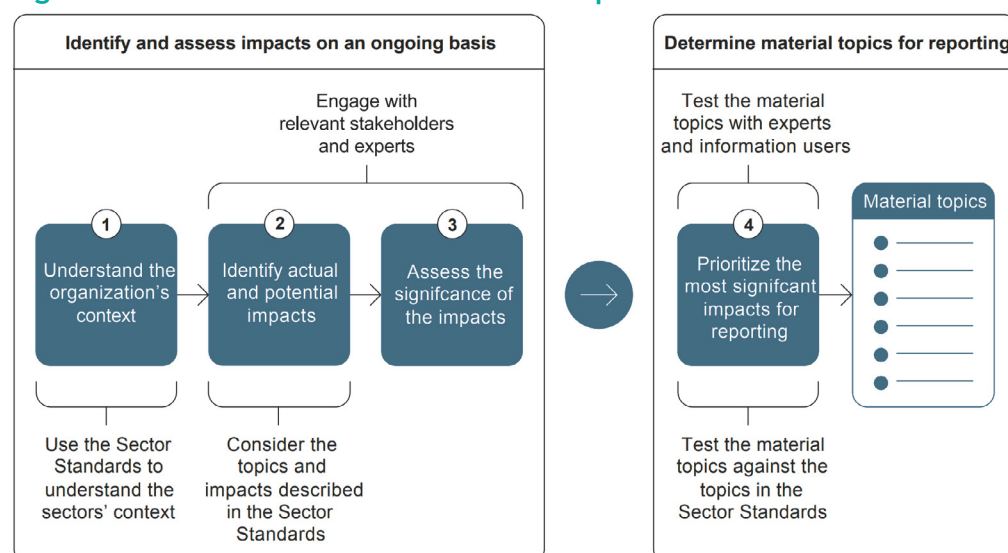 Identify and assess impacts on an ongoing basis
Engage with
relevant stakeholders
and experts
1
Understand the
organization's
context
2
Identify actual
and potential
impacts
3
Assess the
signifcance of
the impacts
Use the Sector
Standards to
understand the
sectors' context
Consider the
topics and
impacts described
in the Sector
Standards
Determine material topics for reporting
Test the material
topics with experts
and information users
4
Prioritize the
most signifcant
impacts for
reporting
Material topics
Test the material
topics against the
topics in the
Sector Standards